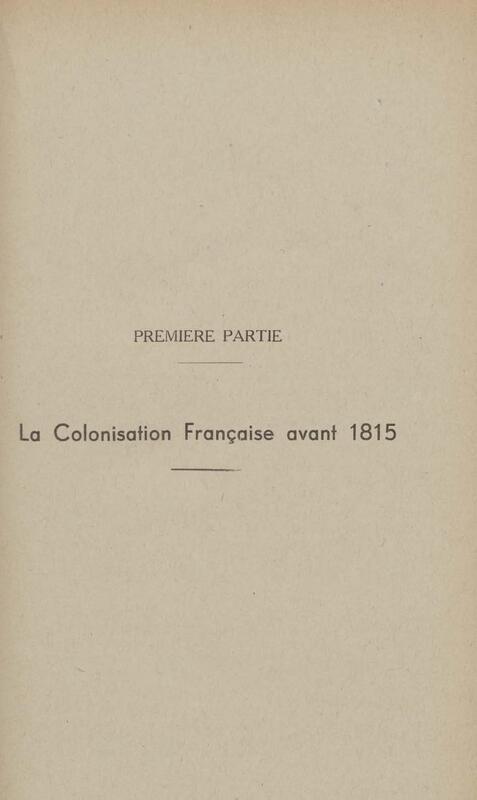 PREMIERE PARTIE
La Colonisation Française avant 1815